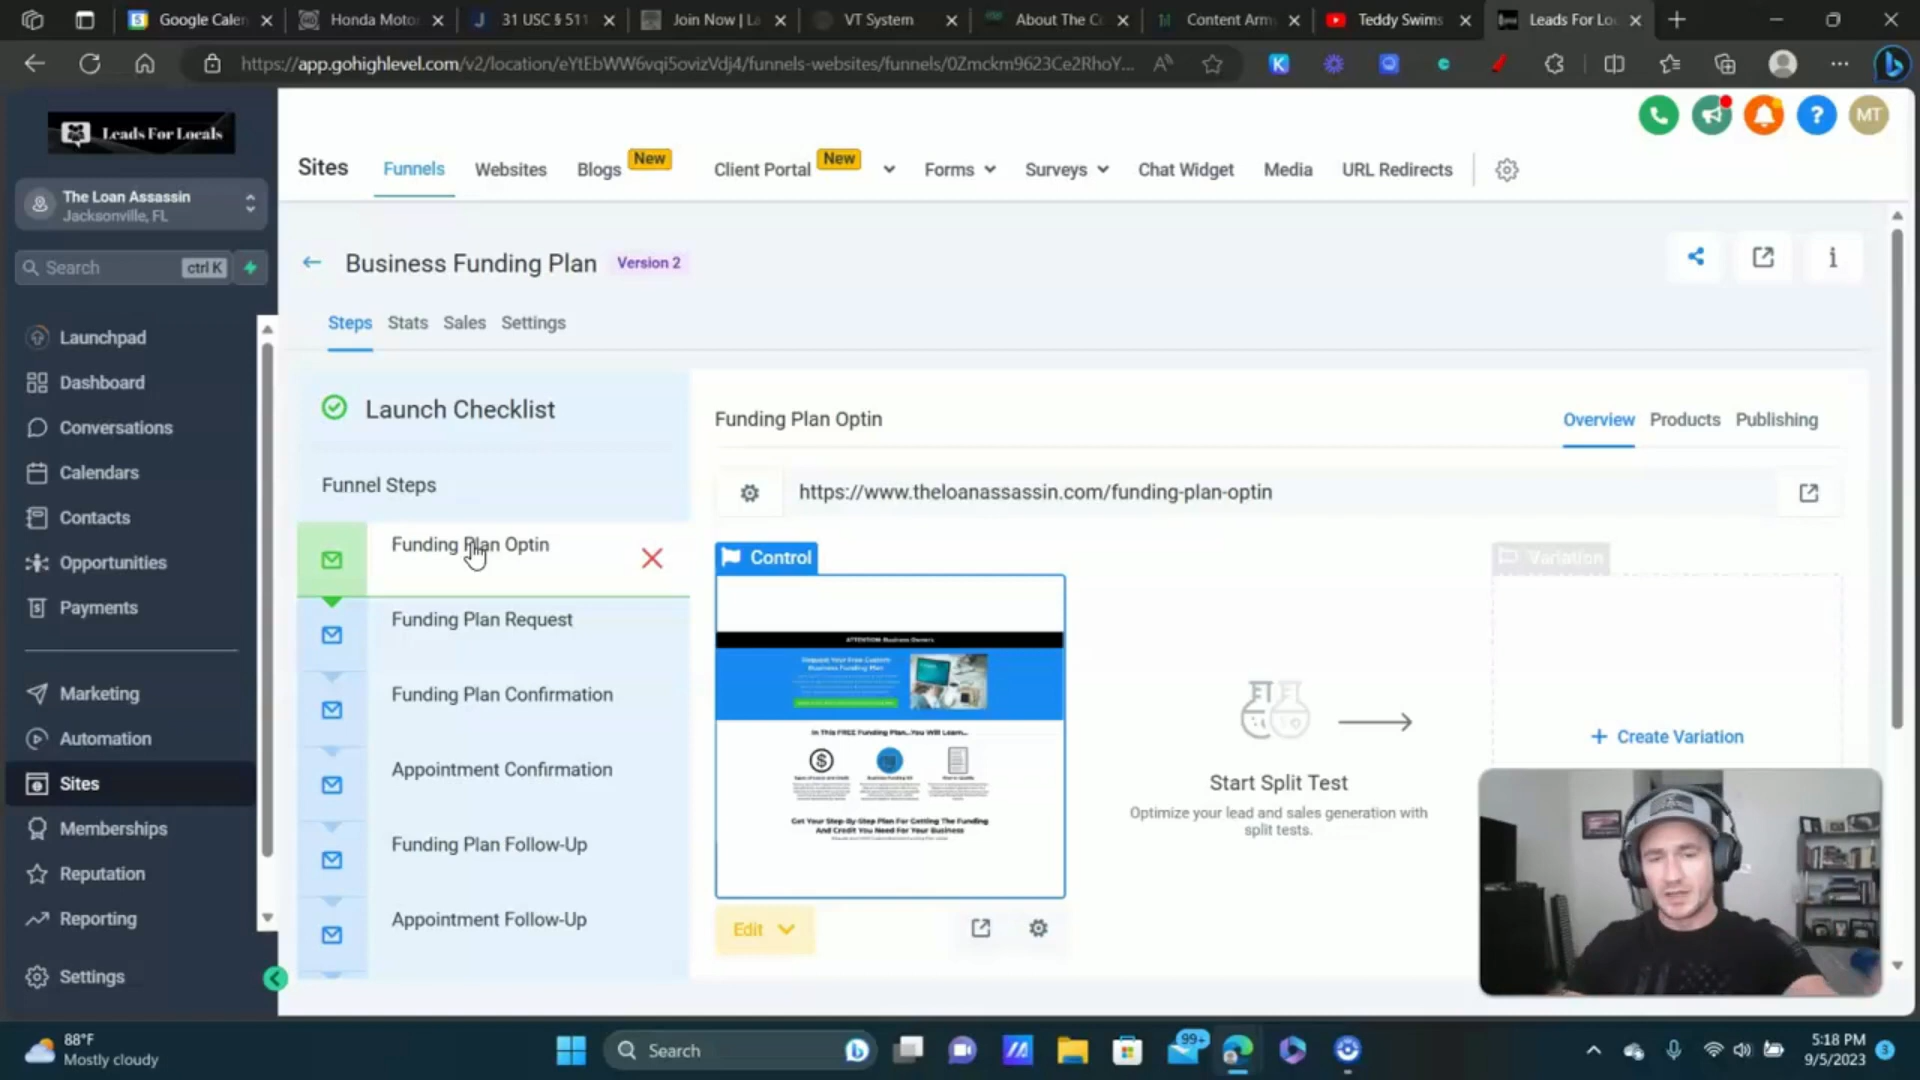 Google Cale
Honda Moto
31 USC § 511
Join Now | La
VT System
About The C
Content Arm
Teddy Swims
Leads For Lo
https://app.gohighlevel.com/v2/location/eYtEbWW6vqi5ovizVdj4/funnels-websites/funnels/0Zmckm9623Ce2RhoY...
Leads For Locals
The Loan Assassin
Jacksonville, FL
Search ctrl K
Launchpad
Dashboard
Conversations
Calendars
Contacts
Opportunities
Payments
Marketing
Automation
Sites
Memberships
Reputation
Reporting
Settings
MT
Sites Funnels Websites Blogs New Client Portal New Forms Surveys Chat Widget Media URL Redirects
Business Funding Plan Version 2
Steps Stats Sales Settings
Launch Checklist
Funnel Steps
Funding Plan Optin
Funding Plan Request
Funding Plan Confirmation
Appointment Confirmation
Funding Plan Follow-Up
Appointment Follow-Up
Funding Plan Optin
Overview Products Publishing
https://www.theloanassassin.com/funding-plan-optin
Control
ATTENTION: Business Owners
Request Your Free Custom
Business Funding Plan
In This FREE Funding Plan...You Will Learn...
Get Your Step-By-Step Plan For Getting The Funding
And Credit You Need For Your Business
Edit
Start Split Test
Optimize your lead and sales generation with
split tests.
Variation
+ Create Variation
88°F
Mostly cloudy
Search
99+
5:18 PM
9/5/2023
3